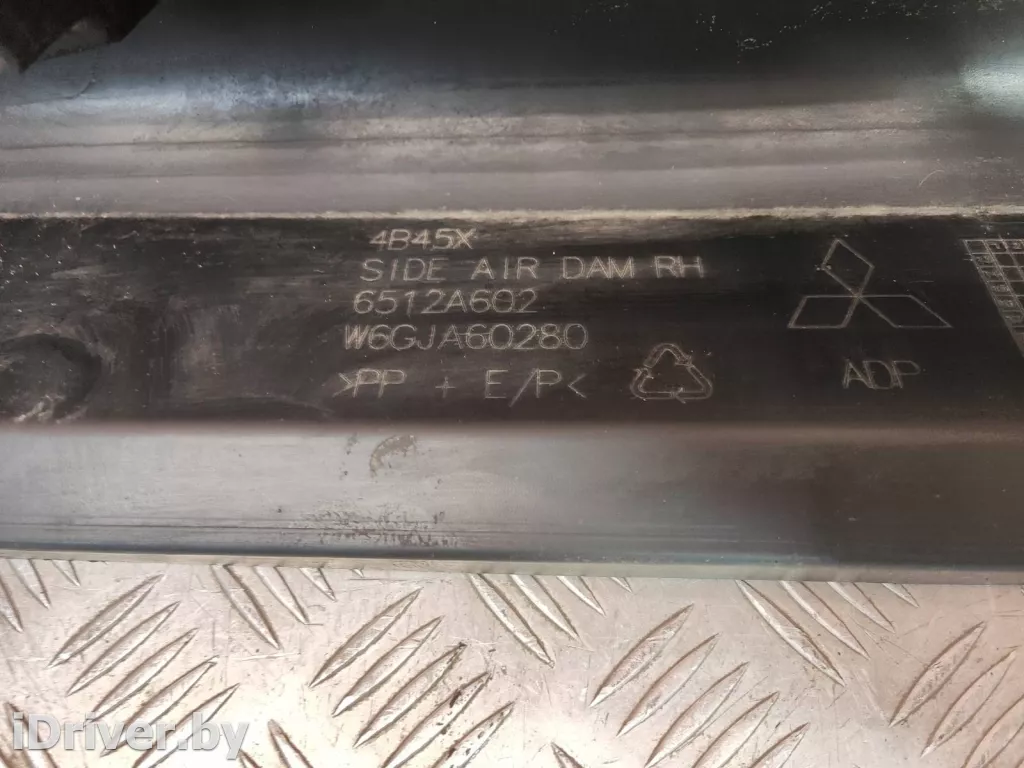 4B45X
SIDE AIR DAM RH
6512A602
W6GJA60280
>PP + E/P<
ADP
iDriver.by